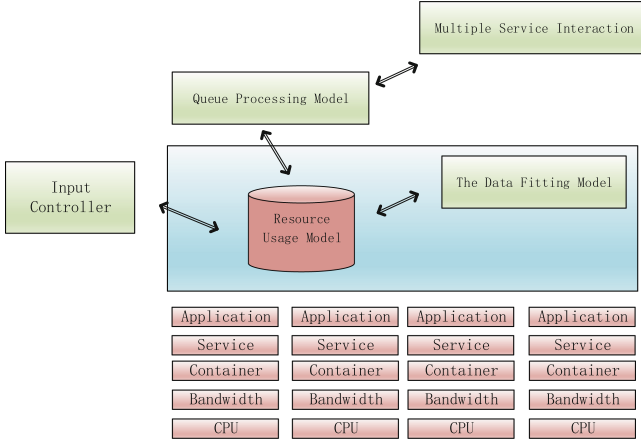 Multiple Service Interaction
Queue Processing Model
Input
Controller
The Data Fitting Model
Resource
Usage Model
Application Application Application Application
Service Service Service Service
Container Container Container Container
Bandwidth Bandwidth Bandwidth Bandwidth
CPU CPU CPU CPU